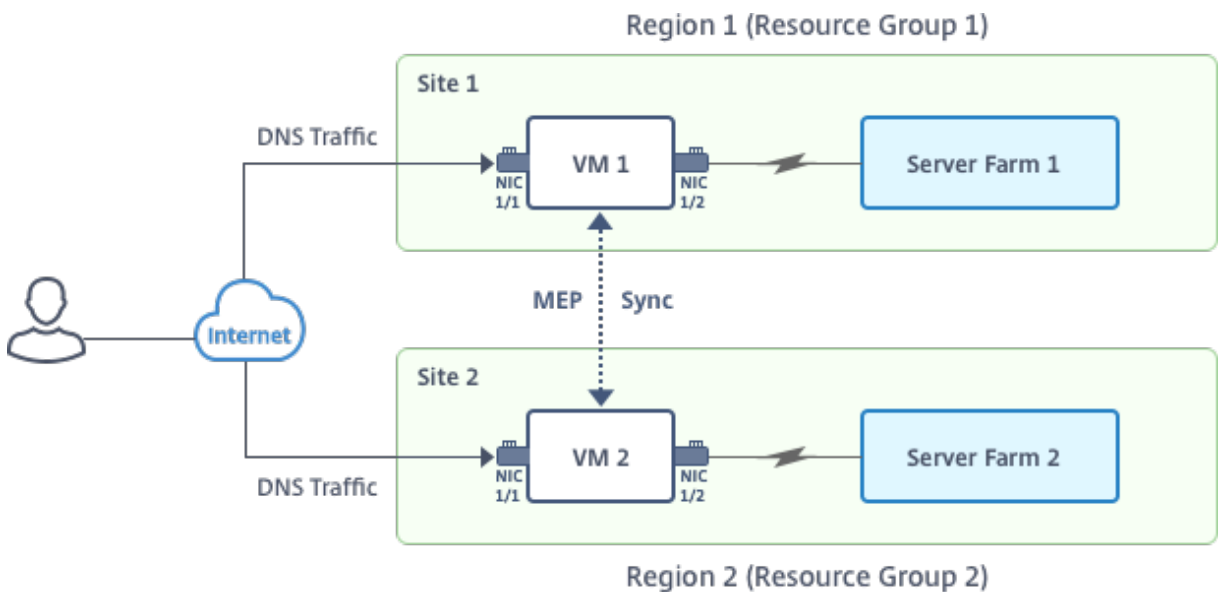 Region 1 (Resource Group 1)
Site 1
DNS Traffic
VM 1
NIC
1/1
NIC
1/2
Server Farm 1
MEP
Sync
Internet
Site 2
VM 2
NIC
1/1
NIC
1/2
Server Farm 2
DNS Traffic
Region 2 (Resource Group 2)